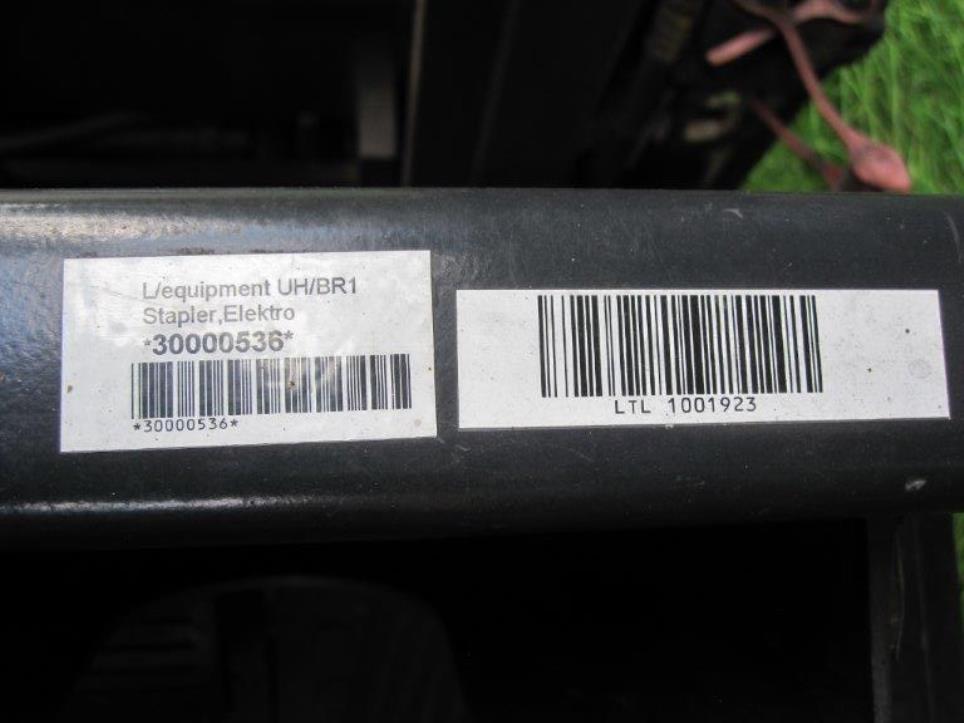 L/equipment UH/BR1
Stapler,Elektro
*30000536*
*30000536*
LTL 1001923